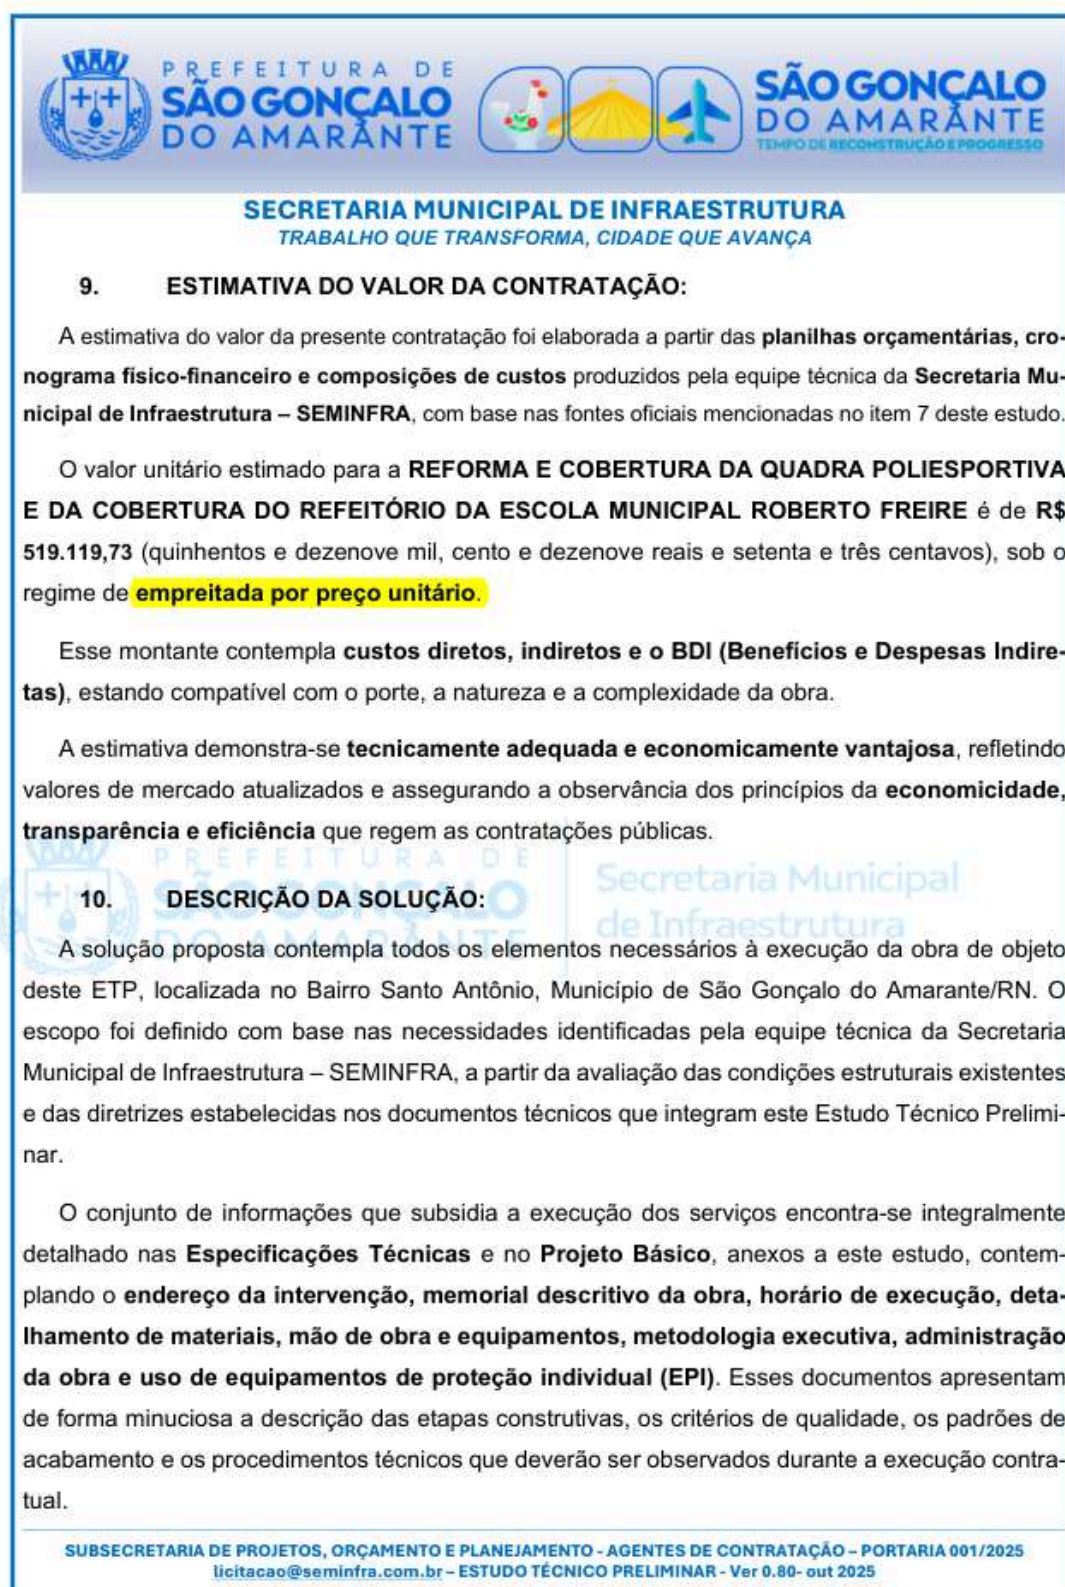 PREFEITURA DE
SÃO GONÇALO
DO AMARANTE
SÃO GONÇALO
DO AMARANTE
TEMPO DE RECONSTRUÇÃO E PROGRESSO
SECRETARIA MUNICIPAL DE INFRAESTRUTURA
TRABALHO QUE TRANSFORMA, CIDADE QUE AVANÇA
9. ESTIMATIVA DO VALOR DA CONTRATAÇÃO:
A estimativa do valor da presente contratação foi elaborada a partir das planilhas orçamentárias, cro-
nograma físico-financeiro e composições de custos produzidos pela equipe técnica da Secretaria Mu-
nicipal de Infraestrutura – SEMINFRA, com base nas fontes oficiais mencionadas no item 7 deste estudo.
O valor unitário estimado para a REFORMA E COBERTURA DA QUADRA POLIESPORTIVA
E DA COBERTURA DO REFEITÓRIO DA ESCOLA MUNICIPAL ROBERTO FREIRE é de R$
519.119,73 (quinhentos e dezenove mil, cento e dezenove reais e setenta e três centavos), sob o
regime de empreitada por preço unitário.
Esse montante contempla custos diretos, indiretos e o BDI (Benefícios e Despesas Indire-
tas), estando compatível com o porte, a natureza e a complexidade da obra.
A estimativa demonstra-se tecnicamente adequada e economicamente vantajosa, refletindo
valores de mercado atualizados e assegurando a observância dos princípios da economicidade,
transparência e eficiência que regem as contratações públicas.
PREFEITURA DE
SÃO GONÇALO
DO AMARANTE
Secretaria Municipal
de Infraestrutura
10. DESCRIÇÃO DA SOLUÇÃO:
A solução proposta contempla todos os elementos necessários à execução da obra de objeto
deste ETP, localizada no Bairro Santo Antônio, Município de São Gonçalo do Amarante/RN. O
escopo foi definido com base nas necessidades identificadas pela equipe técnica da Secretaria
Municipal de Infraestrutura – SEMINFRA, a partir da avaliação das condições estruturais existentes
e das diretrizes estabelecidas nos documentos técnicos que integram este Estudo Técnico Prelimi-
nar.
O conjunto de informações que subsidia a execução dos serviços encontra-se integralmente
detalhado nas Especificações Técnicas e no Projeto Básico, anexos a este estudo, contem-
plando o endereço da intervenção, memorial descritivo da obra, horário de execução, deta-
lhamento de materiais, mão de obra e equipamentos, metodologia executiva, administração
da obra e uso de equipamentos de proteção individual (EPI). Esses documentos apresentam
de forma minuciosa a descrição das etapas construtivas, os critérios de qualidade, os padrões de
acabamento e os procedimentos técnicos que deverão ser observados durante a execução contra-
tual.
SUBSECRETARIA DE PROJETOS, ORÇAMENTO E PLANEJAMENTO - AGENTES DE CONTRATAÇÃO – PORTARIA 001/2025
licitacao@seminfra.com.br – ESTUDO TÉCNICO PRELIMINAR - Ver 0.80- out 2025